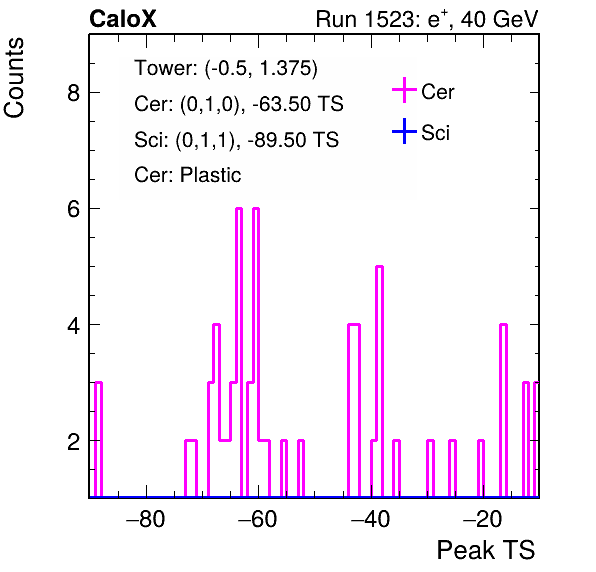 CaloX
Run 1523: e+, 40 GeV
Counts
Tower: (-0.5, 1.375)
Cer: (0,1,0), -63.50 TS
Sci: (0,1,1), -89.50 TS
Cer: Plastic
Cer
Sci
8
6
4
2
−80 −60 −40 −20
Peak TS